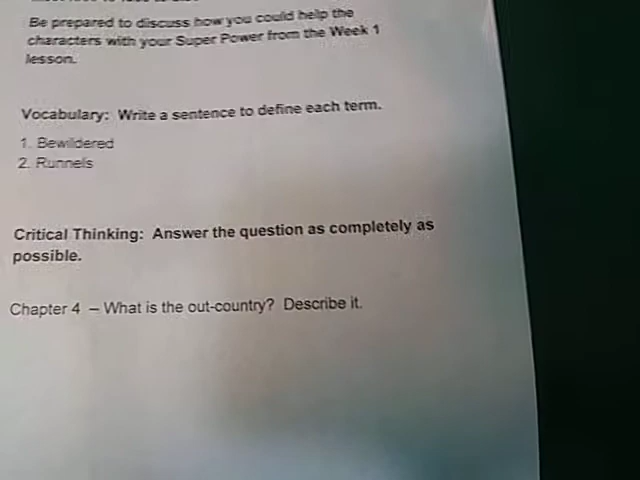 Be prepared to discuss how you could help the
characters with your Super Power from the Week 1
lesson.
Vocabulary: Write a sentence to define each term.
1. Bewildered
2. Runnels
Critical Thinking: Answer the question as completely as
possible.
Chapter 4 – What is the out-country? Describe it.